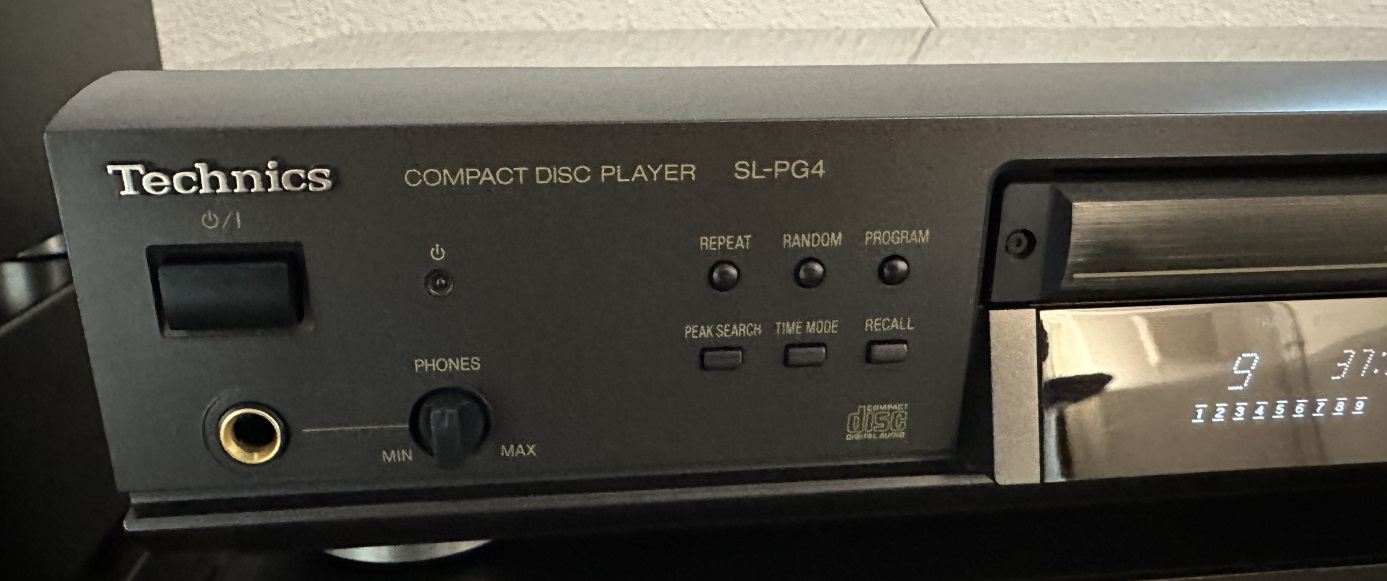 Technics COMPACT DISC PLAYER SL-PG4
⏻/I
⏻
REPEAT RANDOM PROGRAM
PEAK SEARCH TIME MODE RECALL
PHONES
MIN MAX
COMPACT
disc
DIGITAL AUDIO
9 37:
1 2 3 4 5 6 7 8 9